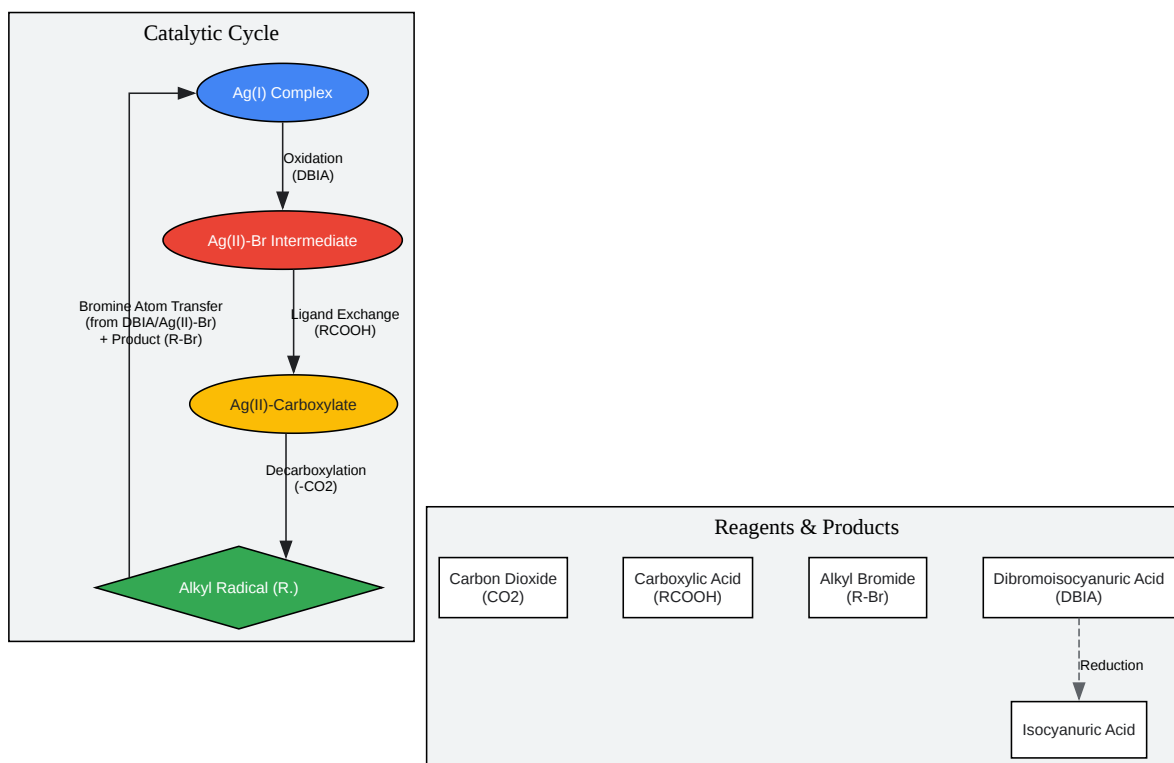 Catalytic Cycle
Ag(I) Complex
Oxidation
(DBIA)
Ag(II)-Br Intermediate
Bromine Atom Transfer
(from DBIA/Ag(II)-Br)
+ Product (R-Br)
Ligand Exchange
(RCOOH)
Ag(II)-Carboxylate
Decarboxylation
(-CO2)
Alkyl Radical (R.)
Reagents & Products
Carbon Dioxide
(CO2)
Carboxylic Acid
(RCOOH)
Alkyl Bromide
(R-Br)
Dibromoisocyanuric Acid
(DBIA)
Reduction
Isocyanuric Acid